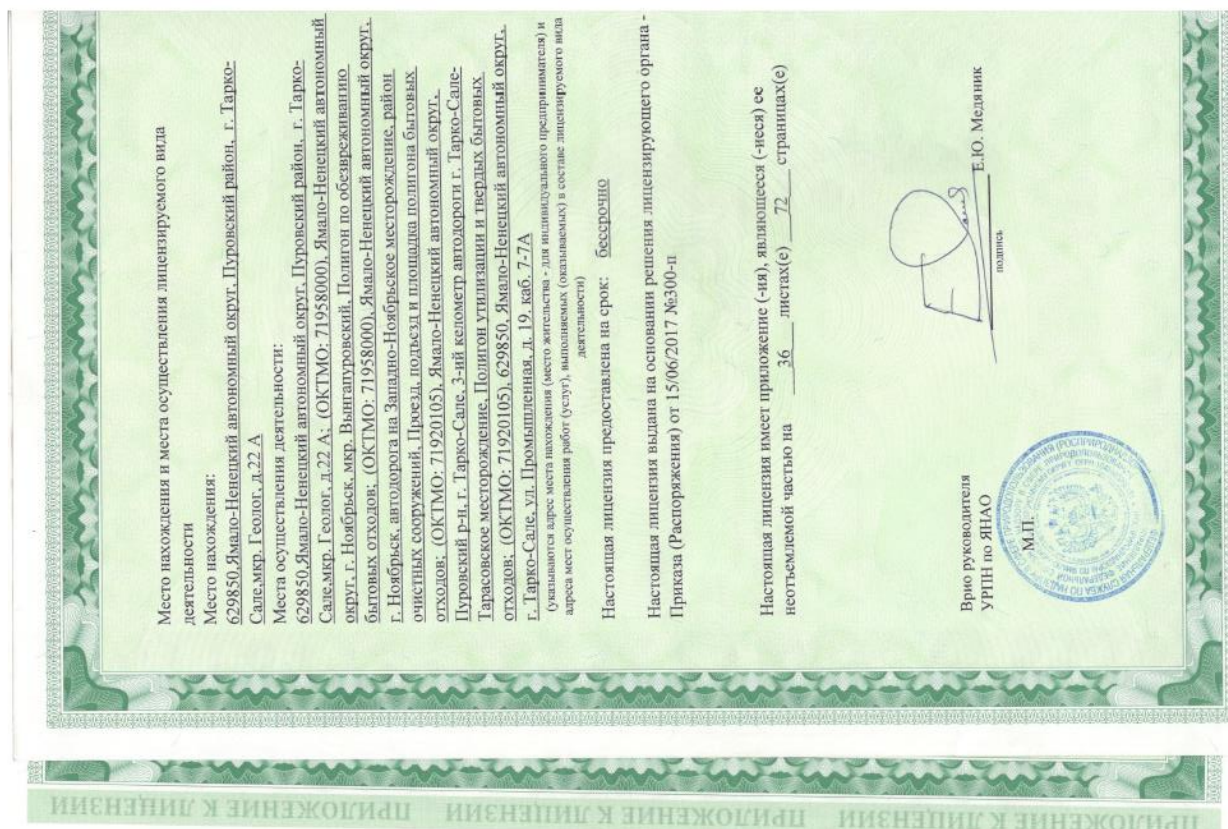 Место нахождения и места осуществления лицензируемого вида
деятельности
Место нахождения:
629850,Ямало-Ненецкий автономный округ, Пуровский район, г. Тарко-
Сале,мкр. Геолог, д.22 А
Места осуществления деятельности:
629850,Ямало-Ненецкий автономный округ, Пуровский район, г. Тарко-
Сале,мкр. Геолог, д.22 А; (ОКТМО: 71958000), Ямало-Ненецкий автономный
округ, г. Ноябрьск, мкр. Вынгапуровский, Полигон по обезвреживанию
бытовых отходов; (ОКТМО: 71958000), Ямало-Ненецкий автономный округ,
г. Ноябрьск, автодорога на Западно-Ноябрьское месторождение, район
очистных сооружений, Проезд, подъезд и площадка полигона бытовых
отходов; (ОКТМО: 71920105), Ямало-Ненецкий автономный округ,
Пуровский р-н, г. Тарко-Сале, 3-ий келометр автодороги г. Тарко-Сале-
Тарасовское месторождение, Полигон утилизации и твердых бытовых
отходов; (ОКТМО: 71920105), 629850, Ямало-Ненецкий автономный округ,
г. Тарко-Сале, ул. Промышленная, д. 19, каб. 7-7А
(указываются адрес места нахождения (место жительства - для индивидуального предпринимателя) и
адреса мест осуществления работ (услуг), выполняемых (оказываемых) в составе лицензируемого вида
деятельности)
Настоящая лицензия предоставлена на срок: бессрочно
Настоящая лицензия выдана на основании решения лицензирующего органа -
Приказа (Распоряжения) от 15/06/2017 №300-п
Настоящая лицензия имеет приложение (-ия), являющееся (-иеся) ее
неотъемлемой частью на 36 листах(е) 72 страницах(е)
Врио руководителя
УРПН по ЯНАО
Е.Ю. Медяник
подпись
М.П.
ПРИЛОЖЕНИЕ К ЛИЦЕНЗИИ ПРИЛОЖЕНИЕ К ЛИЦЕНЗИИ ПРИЛОЖЕНИЕ К ЛИЦЕНЗИИ